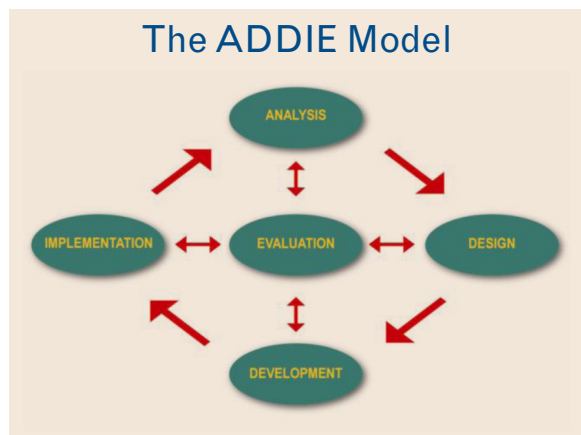 The ADDIE Model
ANALYSIS
IMPLEMENTATION
EVALUATION
DESIGN
DEVELOPMENT